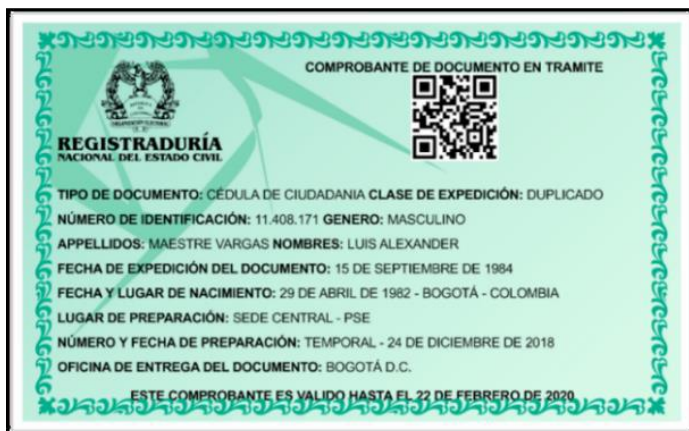 COMPROBANTE DE DOCUMENTO EN TRAMITE
REGISTRADURÍA
NACIONAL DEL ESTADO CIVIL
TIPO DE DOCUMENTO: CÉDULA DE CIUDADANIA CLASE DE EXPEDICIÓN: DUPLICADO
NÚMERO DE IDENTIFICACIÓN: 11.408.171 GENERO: MASCULINO
APPELLIDOS: MAESTRE VARGAS NOMBRES: LUIS ALEXANDER
FECHA DE EXPEDICIÓN DEL DOCUMENTO: 15 DE SEPTIEMBRE DE 1984
FECHA Y LUGAR DE NACIMIENTO: 29 DE ABRIL DE 1982 - BOGOTÁ - COLOMBIA
LUGAR DE PREPARACIÓN: SEDE CENTRAL - PSE
NÚMERO Y FECHA DE PREPARACIÓN: TEMPORAL - 24 DE DICIEMBRE DE 2018
OFICINA DE ENTREGA DEL DOCUMENTO: BOGOTÁ D.C.
ESTE COMPROBANTE ES VALIDO HASTA EL 22 DE FEBRERO DE 2020